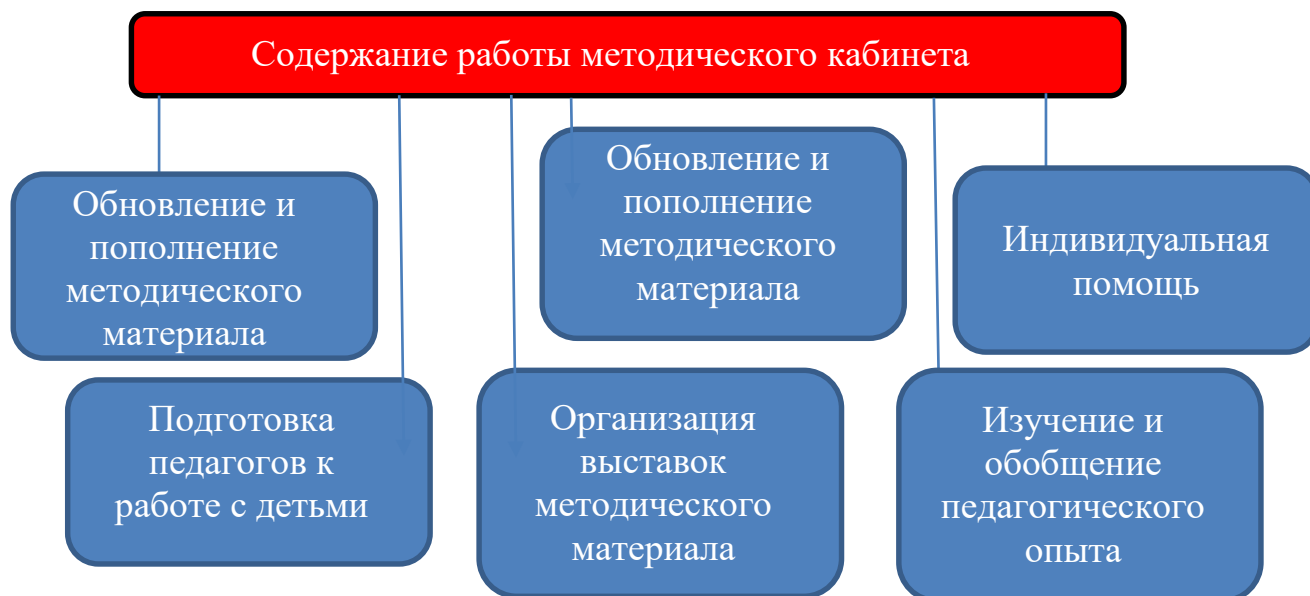 Содержание работы методического кабинета
Обновление и
пополнение
методического
материала
Обновление и
пополнение
методического
материала
Индивидуальная
помощь
Подготовка
педагогов к
работе с детьми
Организация
выставок
методического
материала
Изучение и
обобщение
педагогического
опыта